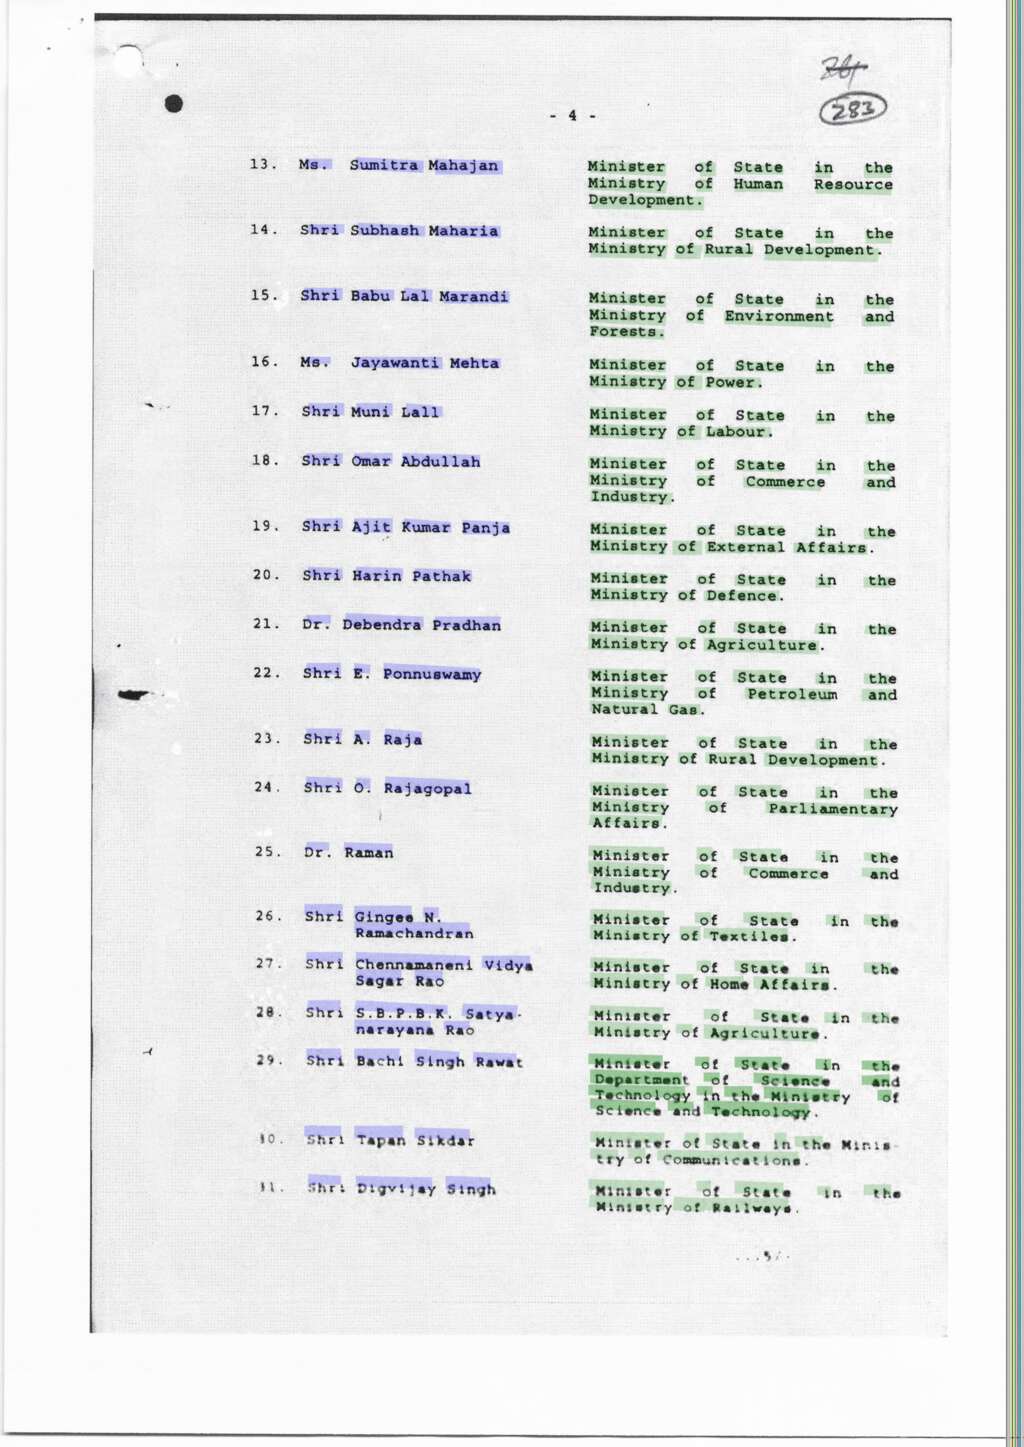 281
283
- 4 -
13. Ms. Sumitra Mahajan Minister of State in the
Ministry of Human Resource
Development.
14. Shri Subhash Maharia Minister of State in the
Ministry of Rural Development.
15. Shri Babu Lal Marandi Minister of State in the
Ministry of Environment and
Forests.
16. Ms. Jayawanti Mehta Minister of State in the
Ministry of Power.
17. Shri Muni Lall Minister of State in the
Ministry of Labour.
18. Shri Omar Abdullah Minister of State in the
Ministry of Commerce and
Industry.
19. Shri Ajit Kumar Panja Minister of State in the
Ministry of External Affairs.
20. Shri Harin Pathak Minister of State in the
Ministry of Defence.
21. Dr. Debendra Pradhan Minister of State in the
Ministry of Agriculture.
22. Shri E. Ponnuswamy Minister of State in the
Ministry of Petroleum and
Natural Gas.
23. Shri A. Raja Minister of State in the
Ministry of Rural Development.
24. Shri O. Rajagopal Minister of State in the
Ministry of Parliamentary
Affairs.
25. Dr. Raman Minister of State in the
Ministry of Commerce and
Industry.
26. Shri Gingee N. Minister of State in the
Ramachandran Ministry of Textiles.
27. Shri Chennamaneni Vidya Minister of State in the
Sagar Rao Ministry of Home Affairs.
28. Shri S.B.P.B.K. Satya- Minister of State in the
narayana Rao Ministry of Agriculture.
29. Shri Bachi Singh Rawat Minister of State in the
Department of Science and
Technology in the Ministry of
Science and Technology.
30. Shri Tapan Sikdar Minister of State in the Minis-
try of Communications.
31. Shri Digvijay Singh Minister of State in the
Ministry of Railways.
...5/-